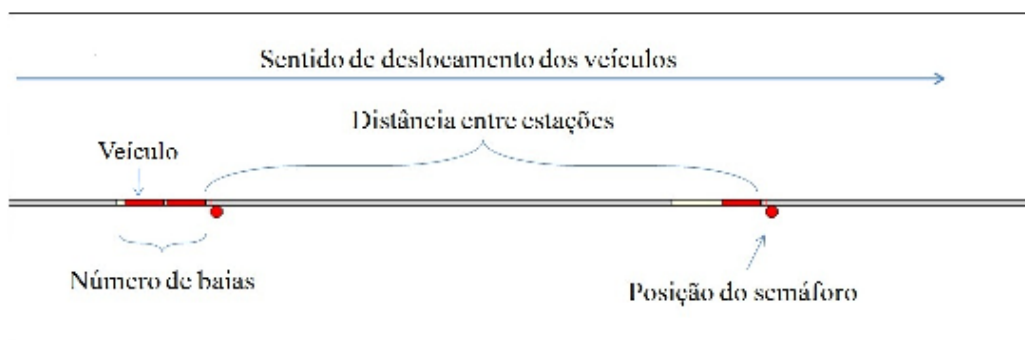 Sentido de deslocamento dos veículos
Distância entre estações
Veículo
Número de baias
Posição do semáforo